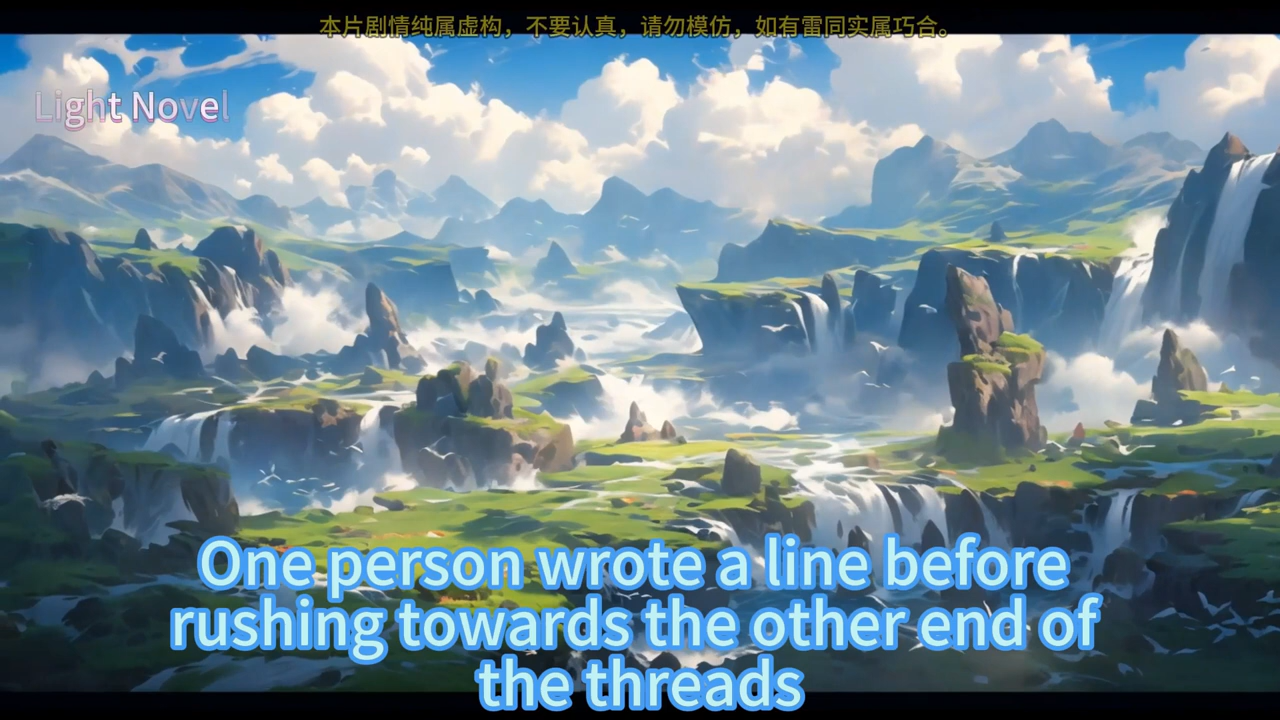 本片剧情纯属虚构，不要认真，请勿模仿，如有雷同实属巧合。
Light Novel
One person wrote a line before
rushing towards the other end of
the threads